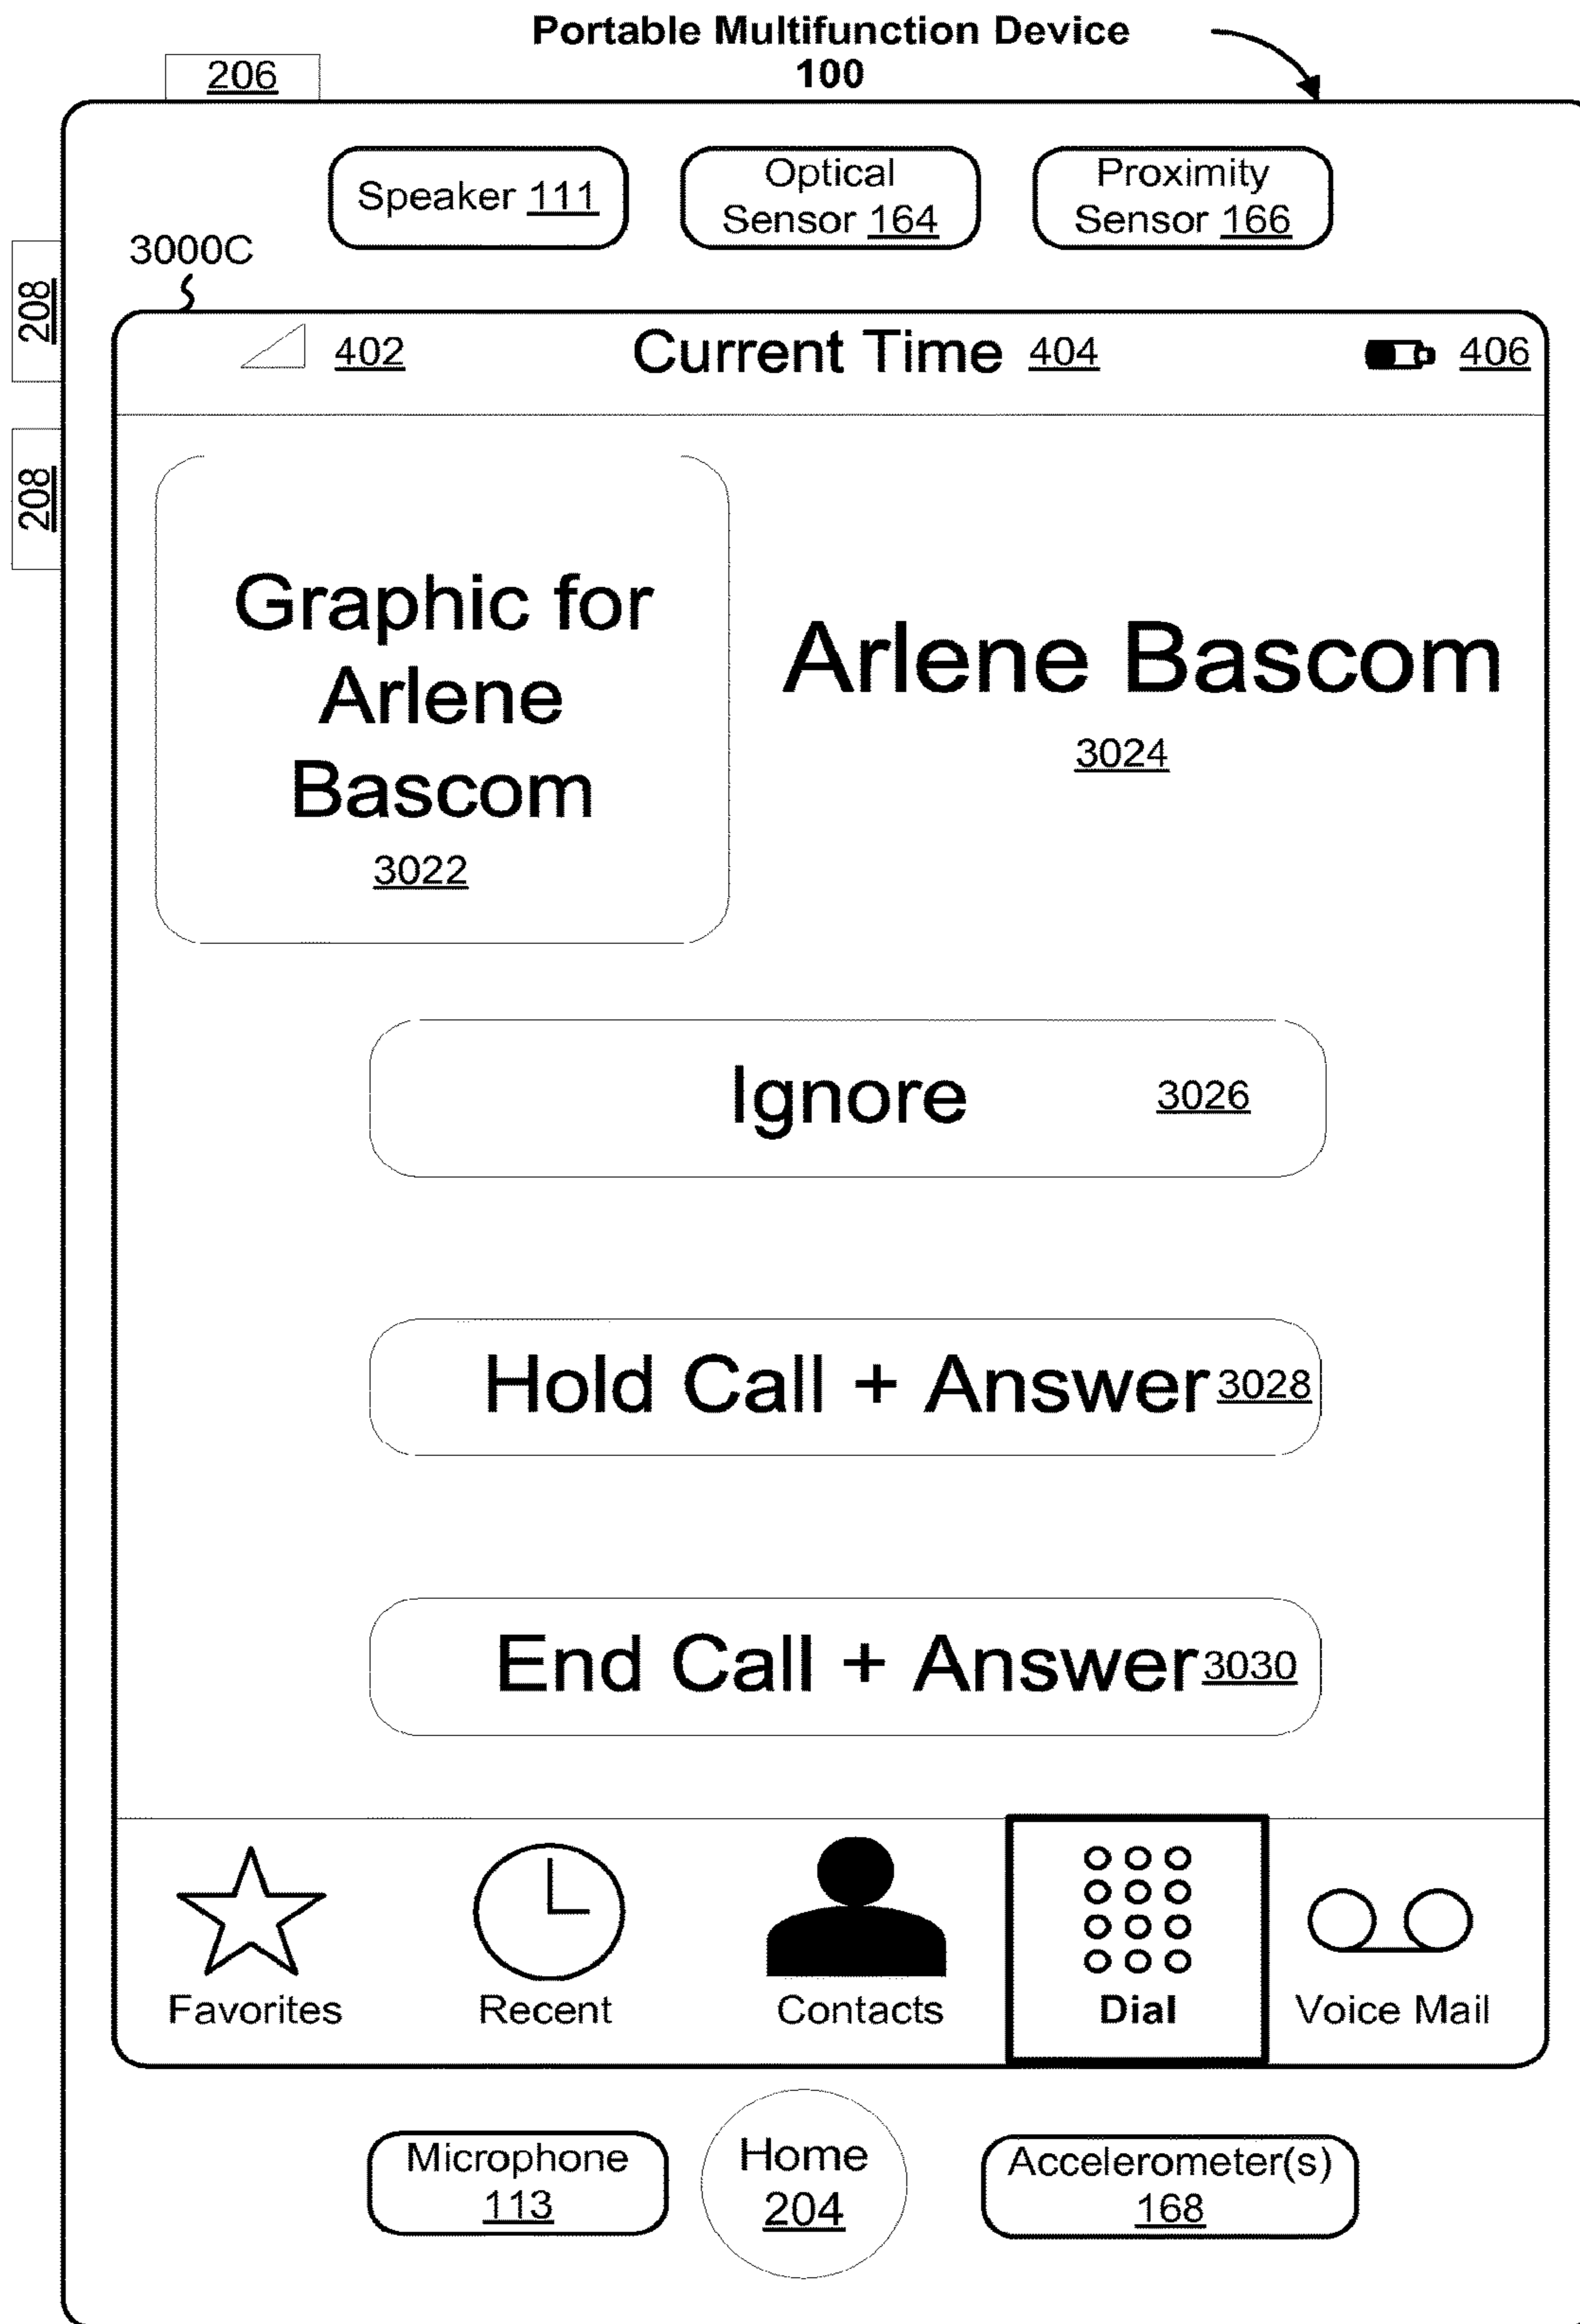 Portable Multifunction Device
100
206
Speaker 111
Optical
Sensor 164
Proximity
Sensor 166
3000C
208
208
402
Current Time 404
406
Graphic for
Arlene
Bascom
3022
Arlene Bascom
3024
Ignore 3026
Hold Call + Answer 3028
End Call + Answer 3030
Favorites
Recent
Contacts
Dial
Voice Mail
Microphone
113
Home
204
Accelerometer(s)
168